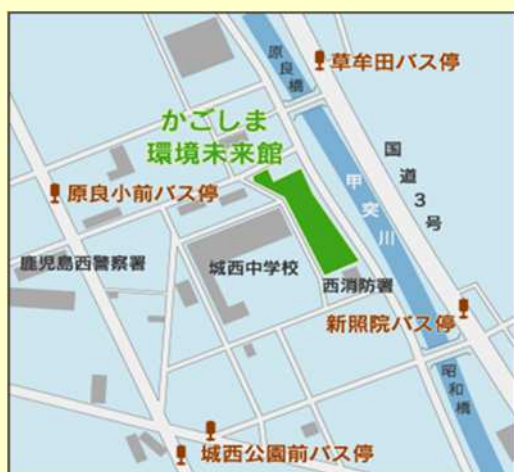 原良橋
草牟田バス停
かごしま
環境未来館
国道3号
甲突川
原良小前バス停
鹿児島西警察署
城西中学校
西消防署
新照院バス停
昭和橋
城西公園前バス停